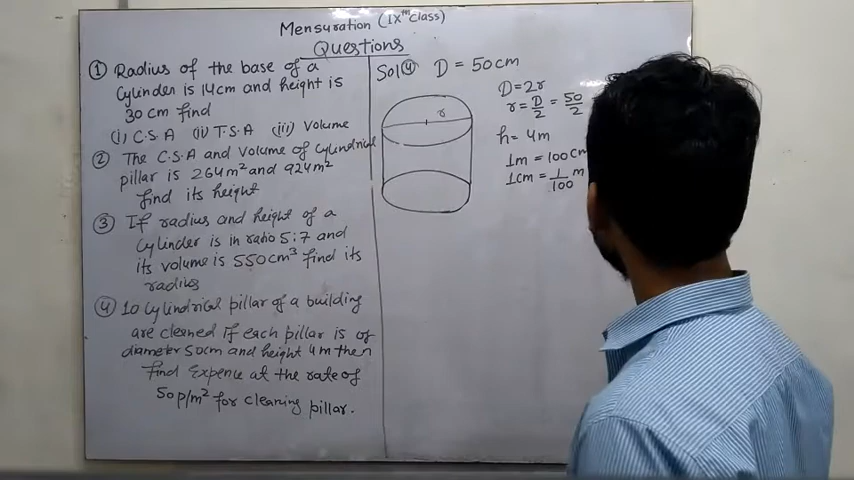 Mensuration (IXth Class)
Questions
① Radius of the base of a
Cylinder is 14cm and height is
30 cm find
(i) C.S.A (ii) T.S.A (iii) Volume
② The C.S.A and volume of Cylindrical
pillar is 264m² and 924m²
find its height
③ If radius and height of a
Cylinder is in ratio 5:7 and
its volume is 550cm³ find its
radius
④ 10 Cylindrical pillar of a building
are cleaned If each pillar is of
diameter 50cm and height 4m then
find Expence at the rate of
50p/m² for cleaning pillar.
Sol④ D = 50cm
r
D = 2r
r = D/2 = 50/2
h = 4m
1m = 100cm
1cm = 1/100 m